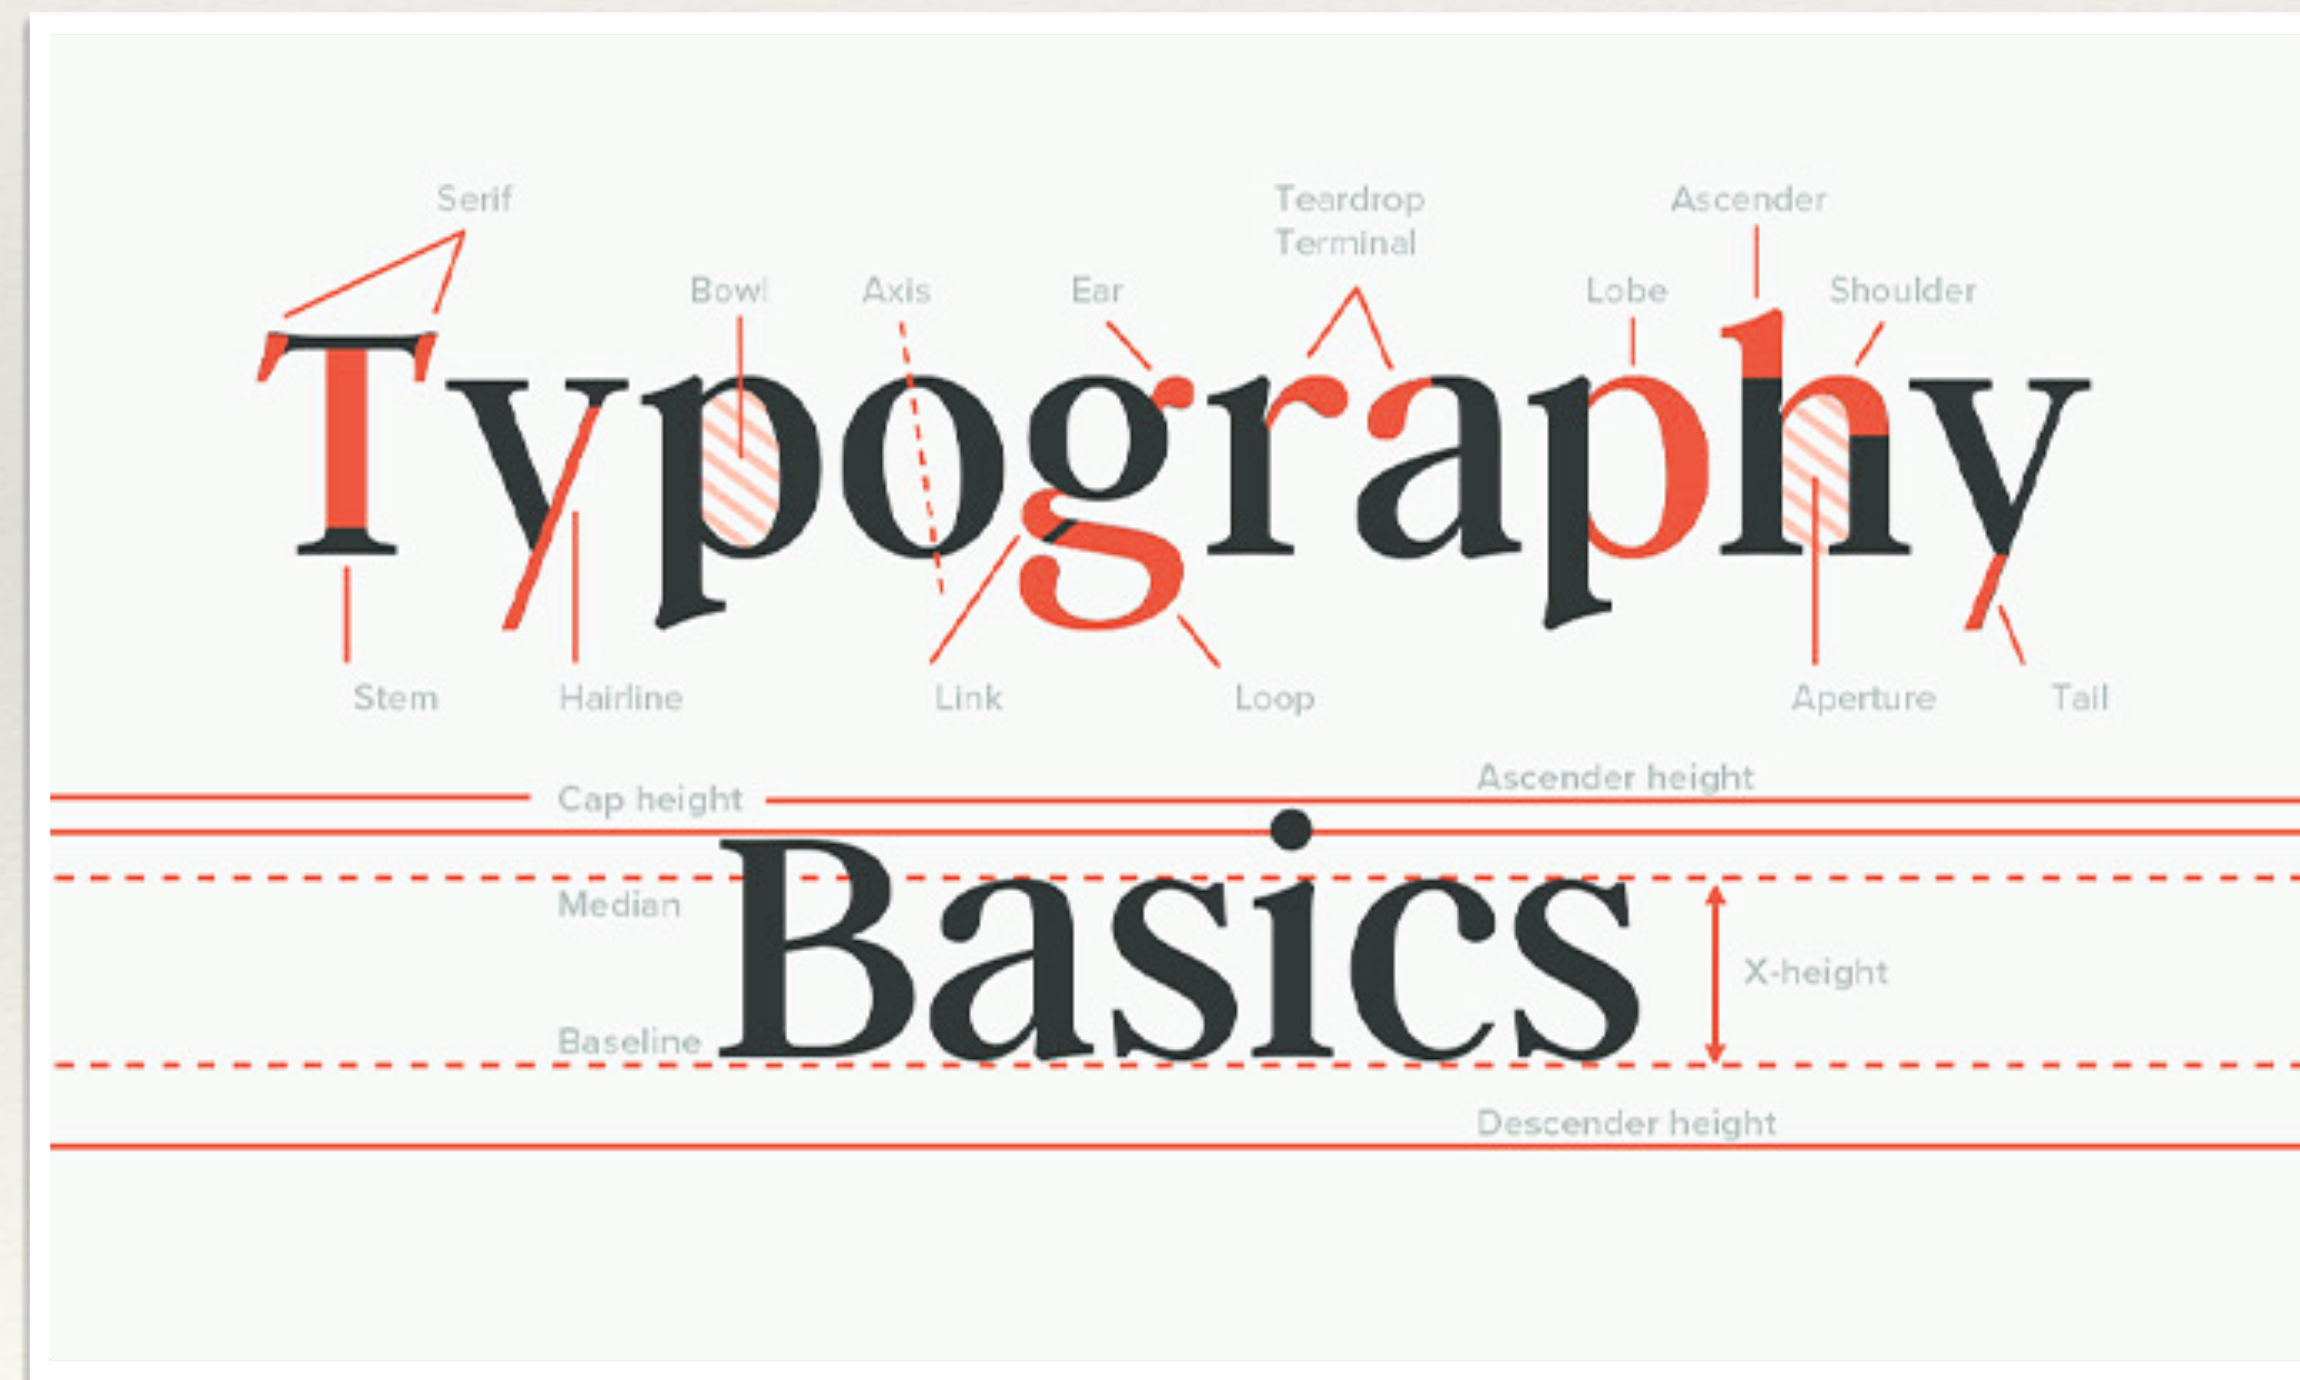 Serif
Teardrop
Terminal
Ascender
Bowl
Axis
Ear
Lobe
Shoulder
Typography
Stem
Hairline
Link
Loop
Aperture
Tail
Ascender height
Cap height
Median
Basics
X-height
Baseline
Descender height